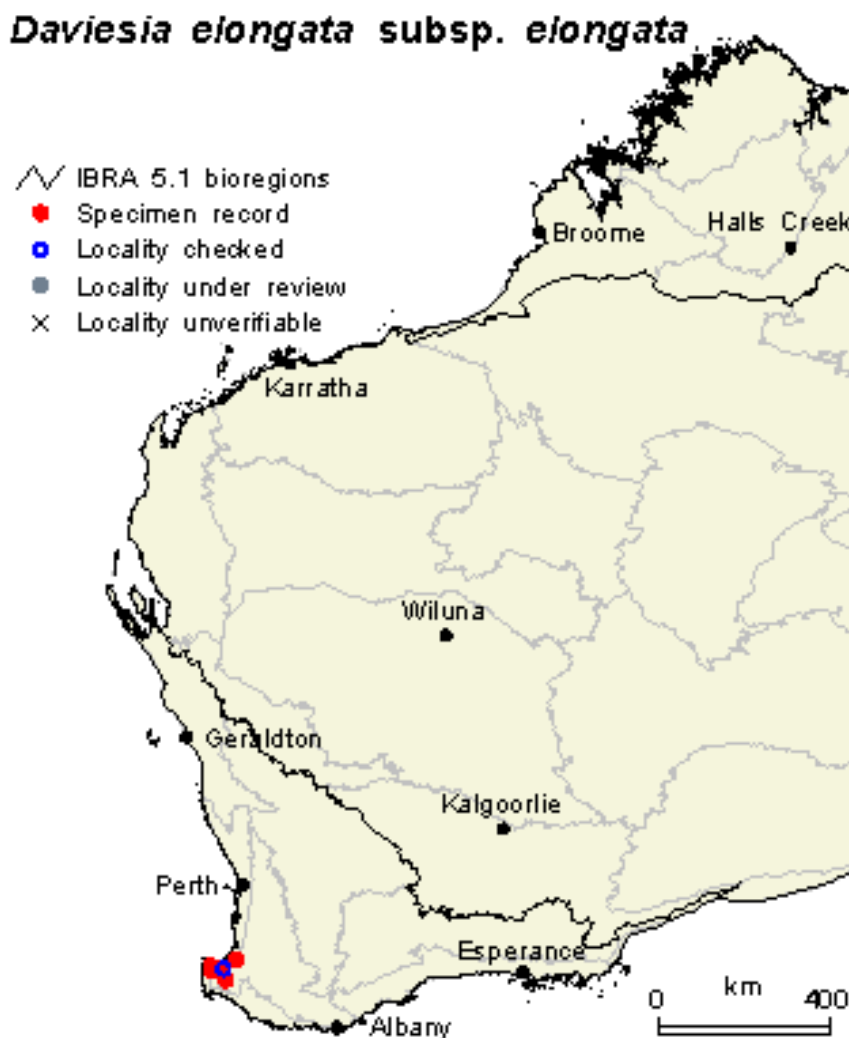 Daviesia elongata subsp. elongata
IBRA 5.1 bioregions
Specimen record
Locality checked
Locality under review
Locality unverifiable
Broome
Halls Creek
Karratha
Wiluna
Geraldton
Kalgoorlie
Perth
Esperance
Albany
0 km 400